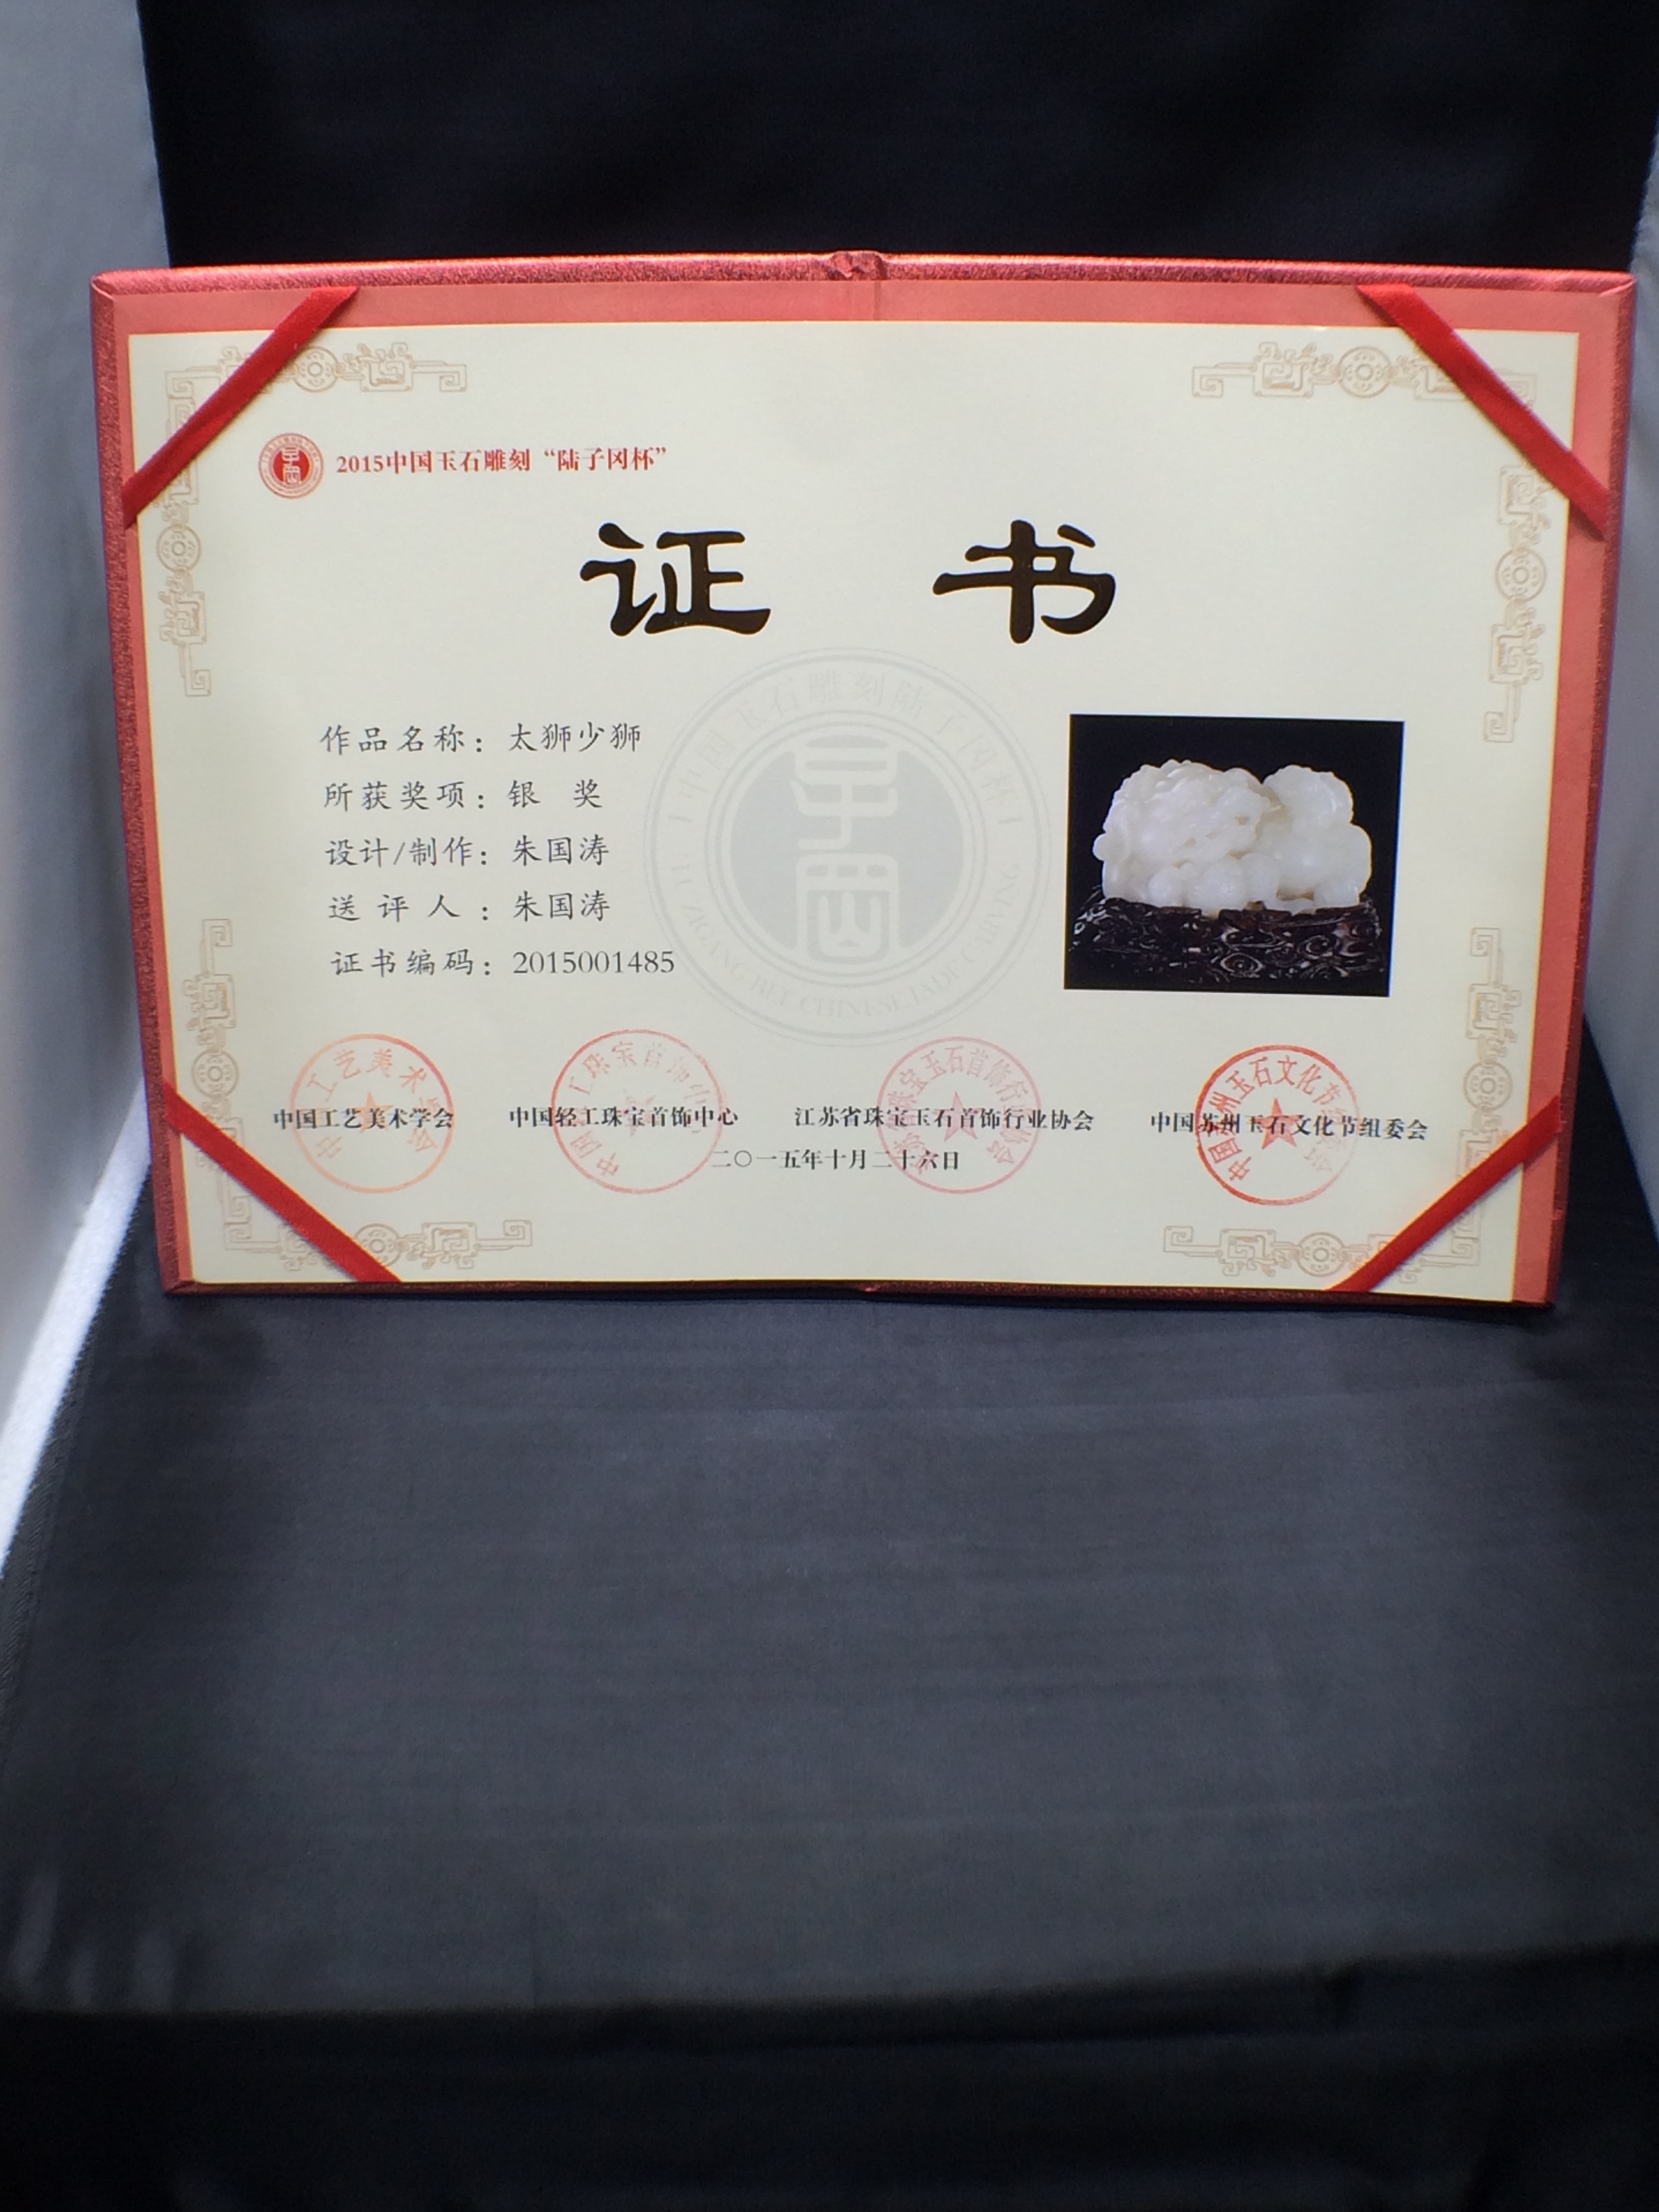 2015中国玉石雕刻“陆子冈杯”
证 书
作品名称：太狮少狮
所获奖项：银 奖
设计/制作：朱国涛
送 评 人 ：朱国涛
证书编码：2015001485
中国工艺美术学会 中国轻工珠宝首饰中心 江苏省珠宝玉石首饰行业协会 中国苏州玉石文化节组委会
二〇一五年十月二十六日